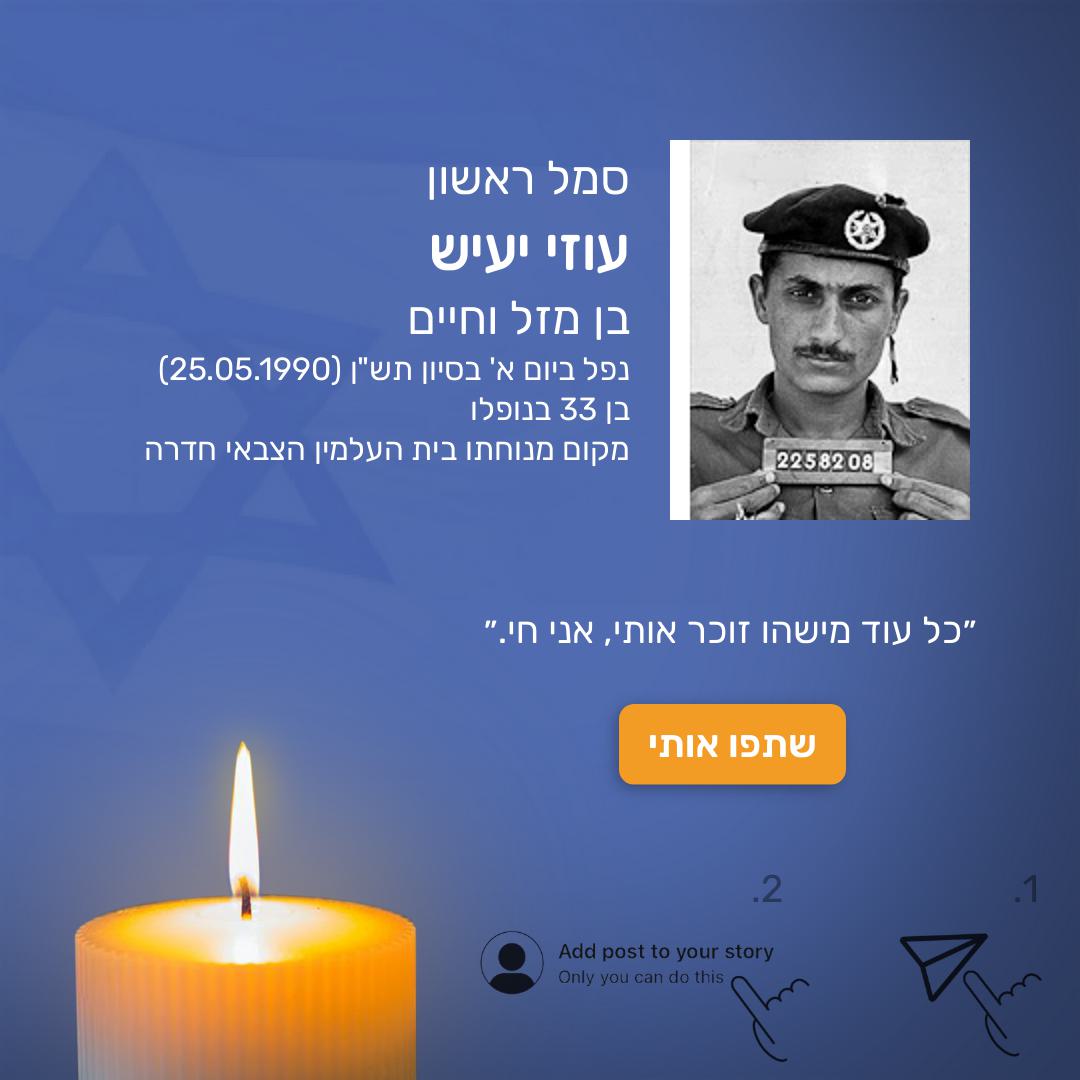 סמל ראשון
עוזי יעיש
בן מזל וחיים
נפל ביום א' בסיון תש"ן (25.05.1990)
בן 33 בנופלו
מקום מנוחתו בית העלמין הצבאי חדרה
2258208
״כל עוד מישהו זוכר אותי, אני חי.״
שתפו אותי
1.
2.
Add post to your story
Only you can do this